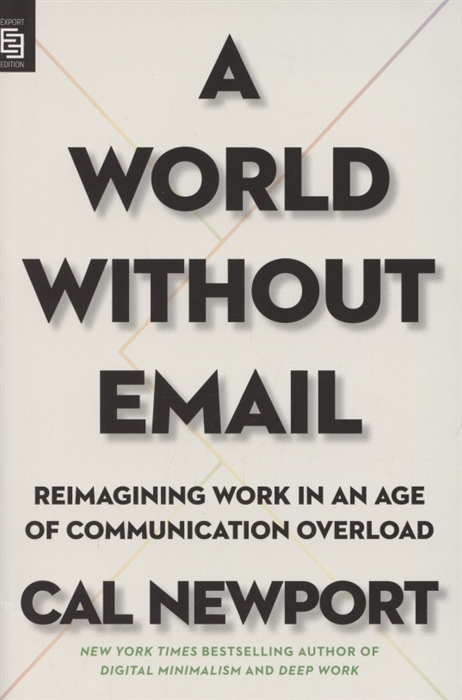 EXPORT
EDITION
A
WORLD
WITHOUT
EMAIL
REIMAGINING WORK IN AN AGE
OF COMMUNICATION OVERLOAD
CAL NEWPORT
NEW YORK TIMES BESTSELLING AUTHOR OF
DIGITAL MINIMALISM AND DEEP WORK